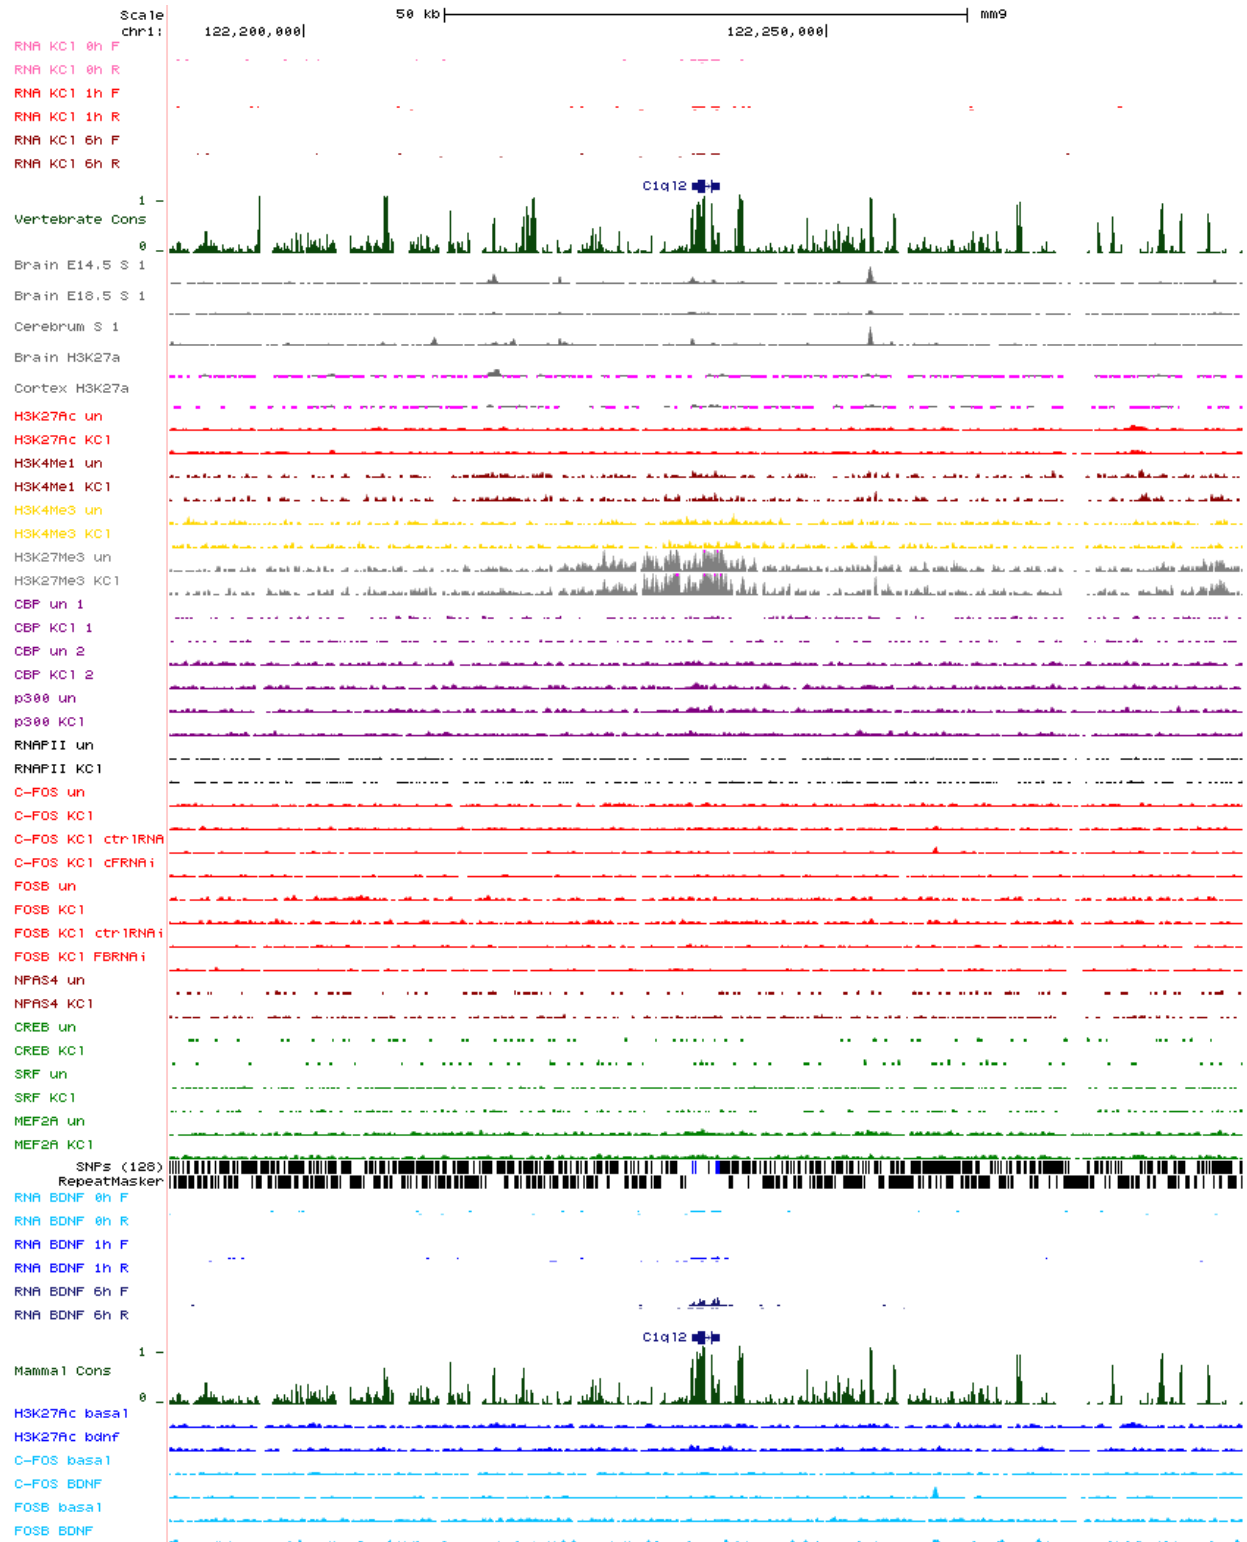 Scale 50 kb mm9
chr1: 122,200,000 122,250,000
RNA KCl 0h F
RNA KCl 0h R
RNA KCl 1h F
RNA KCl 1h R
RNA KCl 6h F
RNA KCl 6h R
C1ql2
1
Vertebrate Cons
0
Brain E14.5 S 1
Brain E18.5 S 1
Cerebrum S 1
Brain H3K27a
Cortex H3K27a
H3K27Ac un
H3K27Ac KCl
H3K4Me1 un
H3K4Me1 KCl
H3K4Me3 un
H3K4Me3 KCl
H3K27Me3 un
H3K27Me3 KCl
CBP un 1
CBP KCl 1
CBP un 2
CBP KCl 2
p300 un
p300 KCl
RNAPII un
RNAPII KCl
C-FOS un
C-FOS KCl
C-FOS KCl ctrlRNA
C-FOS KCl cFRNAi
FOSB un
FOSB KCl
FOSB KCl ctrlRNAi
FOSB KCl FBRNAi
NPAS4 un
NPAS4 KCl
CREB un
CREB KCl
SRF un
SRF KCl
MEF2A un
MEF2A KCl
SNPs (128)
RepeatMasker
RNA BDNF 0h F
RNA BDNF 0h R
RNA BDNF 1h F
RNA BDNF 1h R
RNA BDNF 6h F
RNA BDNF 6h R
C1ql2
1
Mammal Cons
0
H3K27Ac basal
H3K27Ac bdnf
C-FOS basal
C-FOS BDNF
FOSB basal
FOSB BDNF